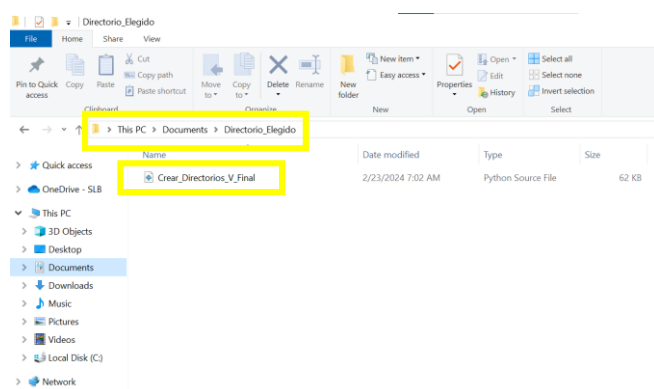 Directorio_Elegido
File Home Share View
Pin to Quick access
Copy
Paste
Cut
Copy path
Paste shortcut
Clipboard
Move to
Copy to
Delete
Rename
Organize
New folder
New item
Easy access
New
Properties
Open
Edit
History
Open
Select all
Select none
Invert selection
Select
This PC > Documents > Directorio_Elegido
Name Date modified Type Size
Crear_Directorios_V_Final 2/23/2024 7:02 AM Python Source File 62 KB
Quick access
OneDrive - SLB
This PC
3D Objects
Desktop
Documents
Downloads
Music
Pictures
Videos
Local Disk (C:)
Network